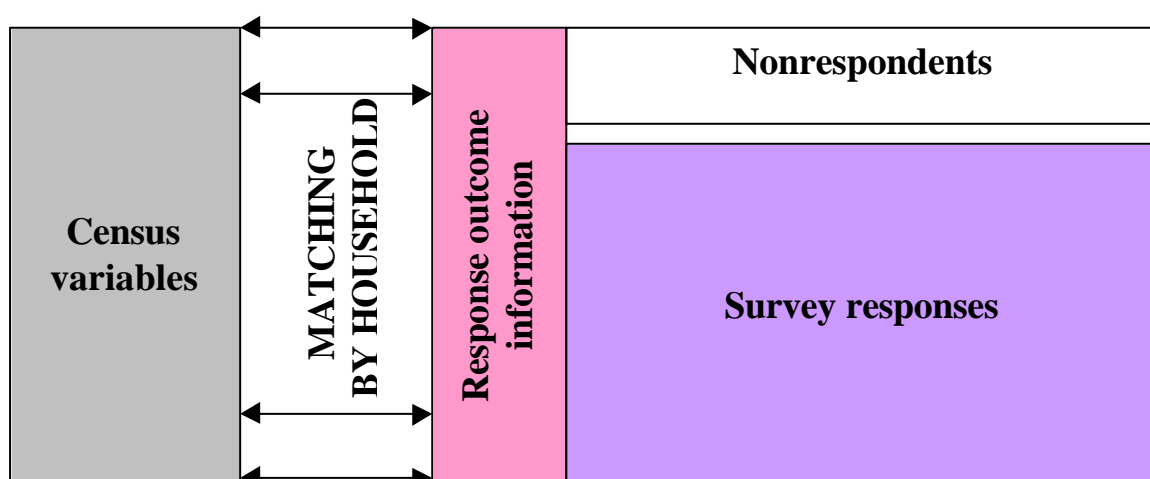 Census
variables
MATCHING
BY HOUSEHOLD
Response outcome
information
Nonrespondents
Survey responses